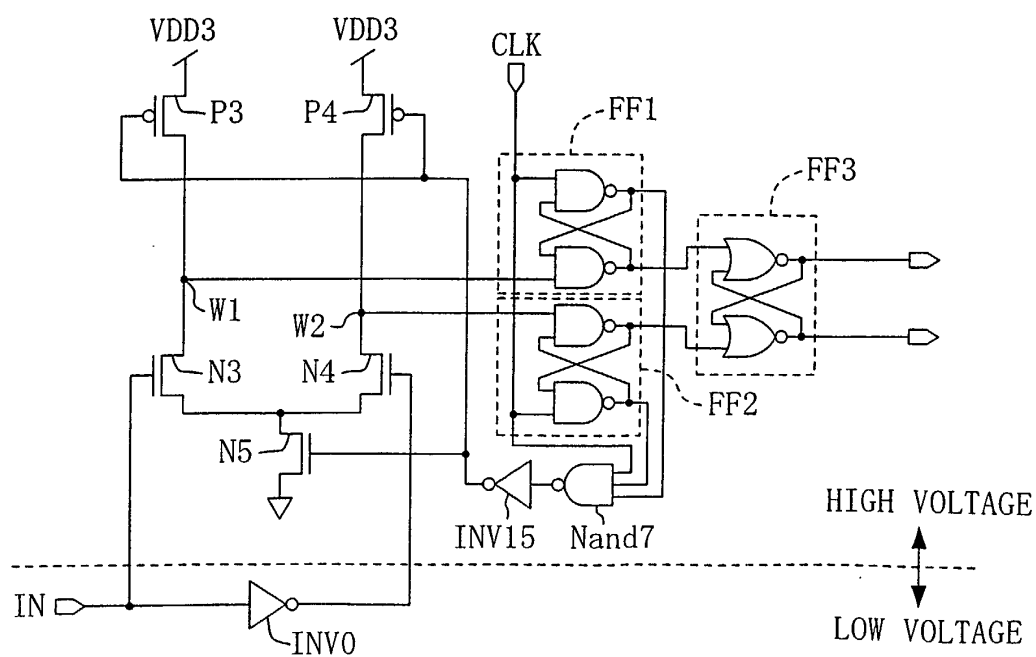 VDD3
VDD3
CLK
P3
P4
FF1
FF3
W1
W2
N3
N4
FF2
N5
INV15
Nand7
HIGH VOLTAGE
IN
INV0
LOW VOLTAGE